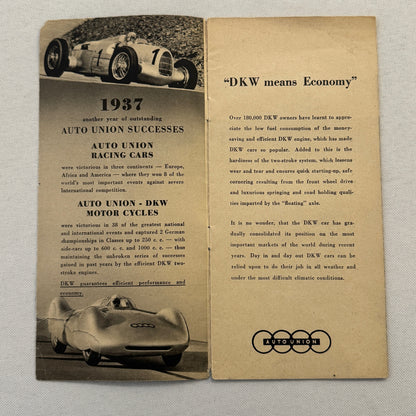 1
1
1937
another year of outstanding
AUTO UNION SUCCESSES
AUTO UNION
RACING CARS
were victorious in three continents — Europe,
Africa and America — where they won 8 of the
world's most important events against severe
International competition.
AUTO UNION - DKW
MOTOR CYCLES
were victorious in 38 of the greatest national
and international events and captured 2 German
championships in Classes up to 250 c. c. — with
side-cars up to 600 c. c. and 1000 c. c. — thus
maintaining the unbroken series of successes
gained in past years by the efficient DKW two-
stroke engines.
DKW guarantees efficient performance and
economy.
"DKW means Economy"
Over 180,000 DKW owners have learnt to appre-
ciate the low fuel consumption of the money-
saving and efficient DKW engine, which has made
DKW cars so popular. Added to this is the
hardiness of the two-stroke system, which lessens
wear and tear and ensures quick starting-up, safe
cornering resulting from the front wheel drive
and luxurious springing and road holding quali-
ties imparted by the "floating" axle.
It is no wonder, that the DKW car has gra-
dually consolidated its position on the most
important markets of the world during recent
years. Day in and day out DKW cars can be
relied upon to do their job in all weather and
under the most difficult climatic conditions.
AUTO UNION